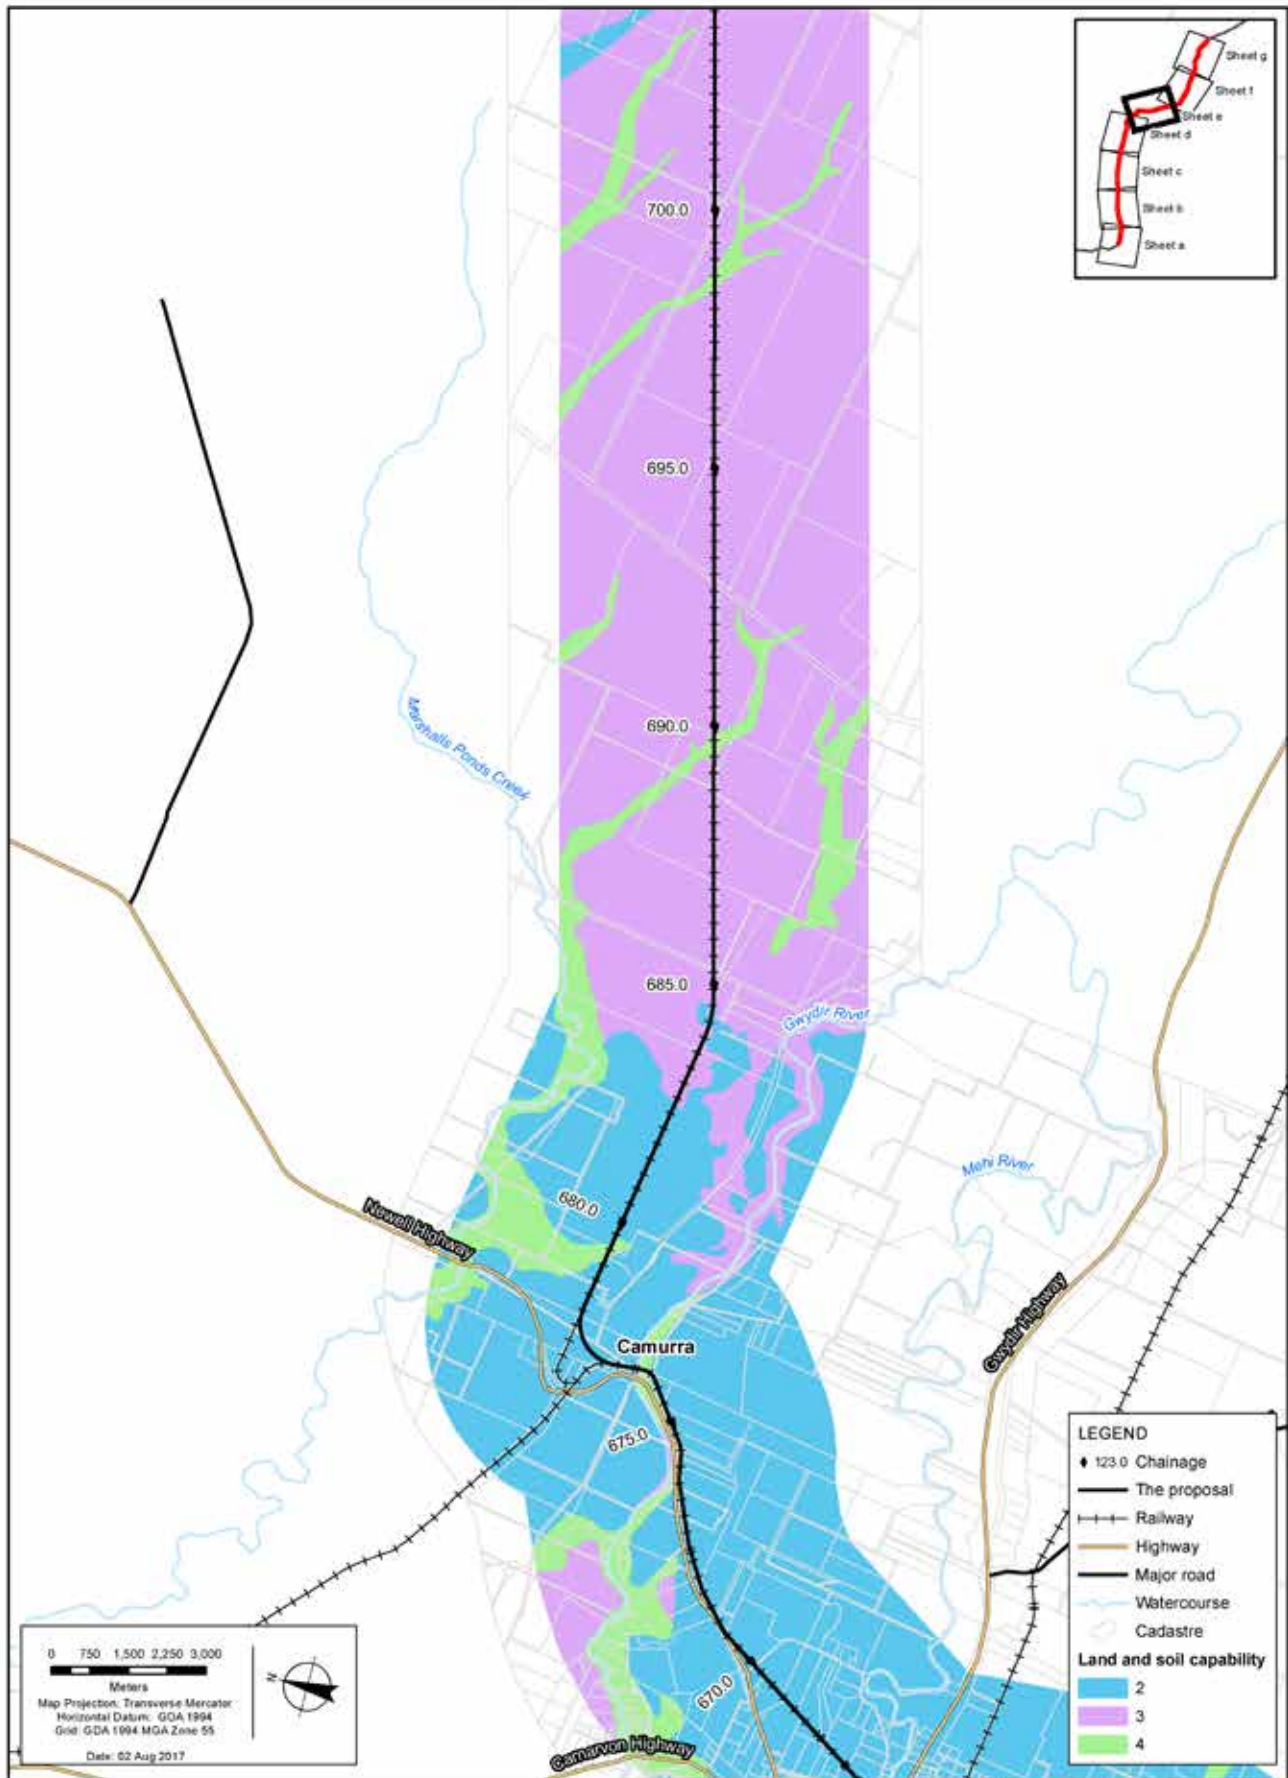 Sheet g
Sheet f
Sheet e
Sheet d
Sheet c
Sheet b
Sheet a
700.0
695.0
690.0
Marshalls Ponds Creek
685.0
Gwydir River
Mehi River
680.0
Newell Highway
Gwydir Highway
Camurra
675.0
670.0
Carnarvon Highway
LEGEND
123.0 Chainage
The proposal
Railway
Highway
Major road
Watercourse
Cadastre
Land and soil capability
2
3
4
0 750 1,500 2,250 3,000
Meters
Map Projection: Transverse Mercator
Horizontal Datum: GDA 1994
Grid: GDA 1994 MGA Zone 55
Date: 02 Aug 2017
N